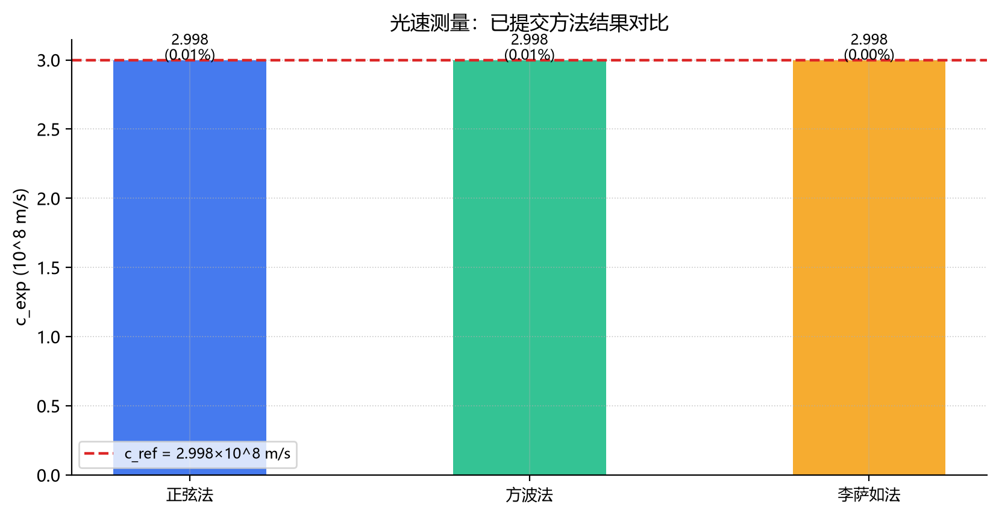 光速测量：已提交方法结果对比
2.998
(0.01%)
2.998
(0.01%)
2.998
(0.00%)
c_exp (10^8 m/s)
3.0
2.5
2.0
1.5
1.0
0.5
0.0
c_ref = 2.998×10^8 m/s
正弦法
方波法
李萨如法